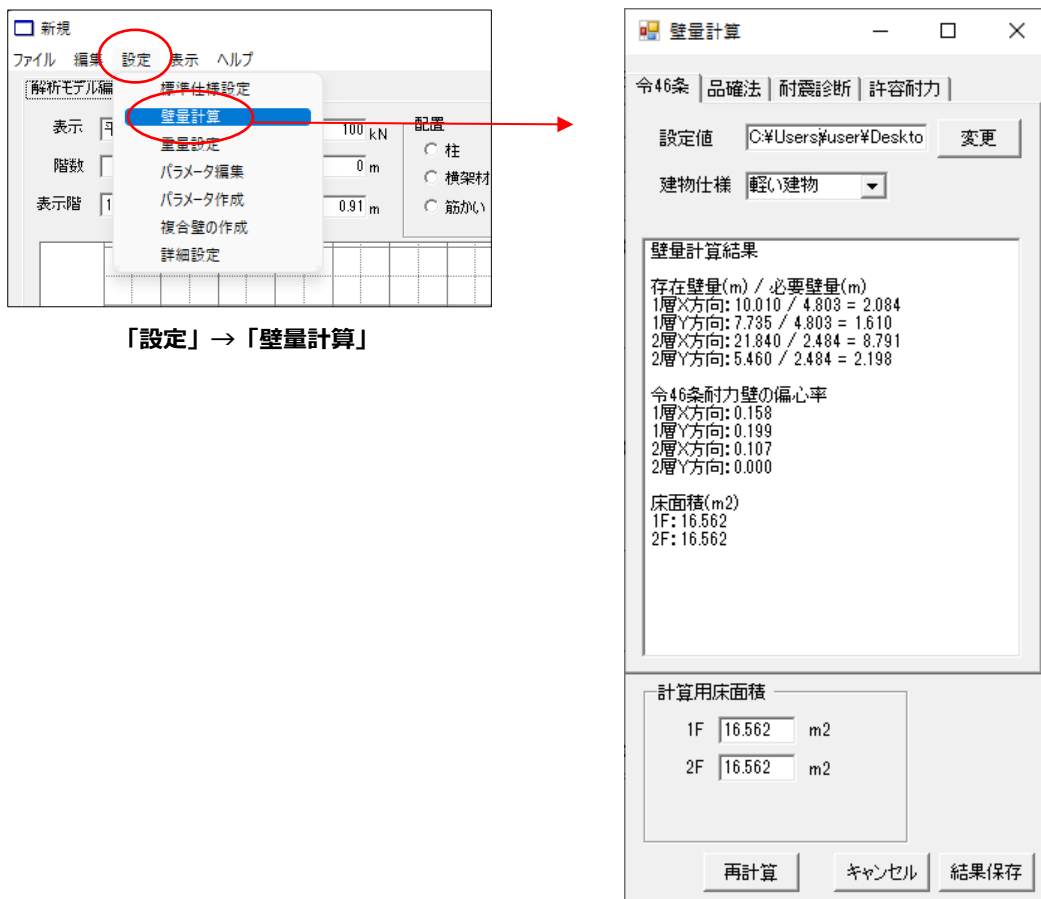 新規
ファイル 編集 設定 表示 ヘルプ
解析モデル編
標準仕様設定
壁量計算
重量設定
パラメータ編集
パラメータ作成
複合壁の作成
詳細設定
表示 平
100 kN
配置
柱
階数
0 m
横架材
表示階 1
0.91 m
筋かい
「設定」→「壁量計算」
壁量計算
令46条 品確法 耐震診断 許容耐力
設定値 C:¥Users¥user¥Deskto 変更
建物仕様 軽い建物
壁量計算結果
存在壁量(m) / 必要壁量(m)
1層X方向: 10.010 / 4.803 = 2.084
1層Y方向: 7.735 / 4.803 = 1.610
2層X方向: 21.840 / 2.484 = 8.791
2層Y方向: 5.460 / 2.484 = 2.198
令46条耐力壁の偏心率
1層X方向: 0.158
1層Y方向: 0.199
2層X方向: 0.107
2層Y方向: 0.000
床面積(m2)
1F: 16.562
2F: 16.562
計算用床面積
1F 16.562 m2
2F 16.562 m2
再計算 キャンセル 結果保存